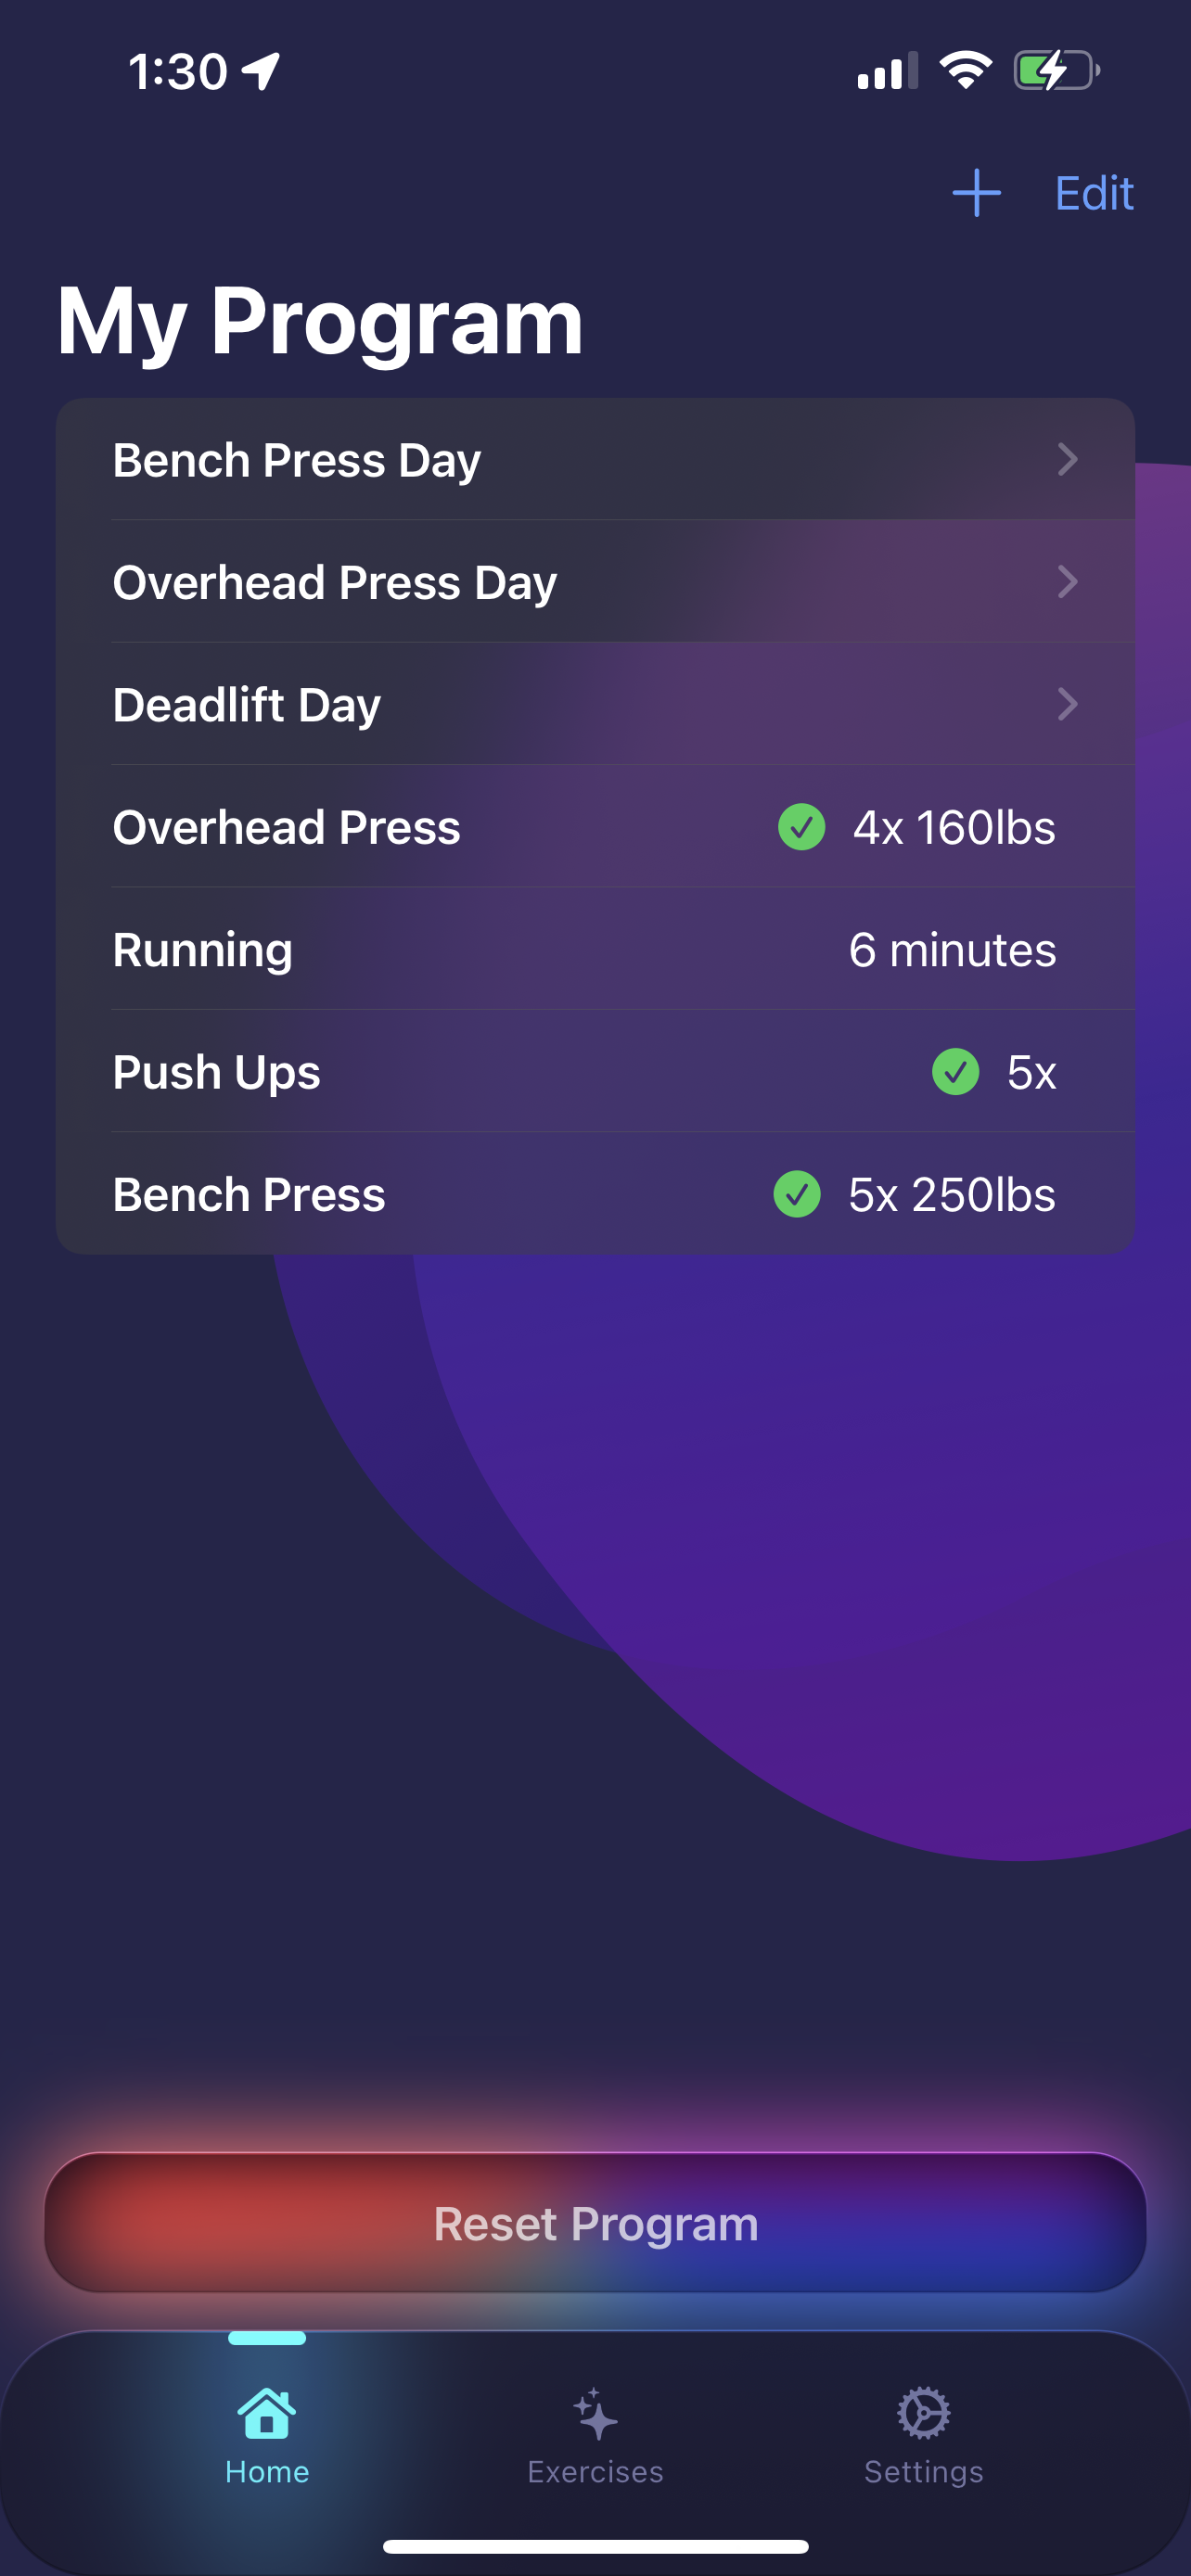 1:30
Edit
My Program
Bench Press Day
Overhead Press Day
Deadlift Day
Overhead Press 4x 160lbs
Running 6 minutes
Push Ups 5x
Bench Press 5x 250lbs
Reset Program
Home Exercises Settings